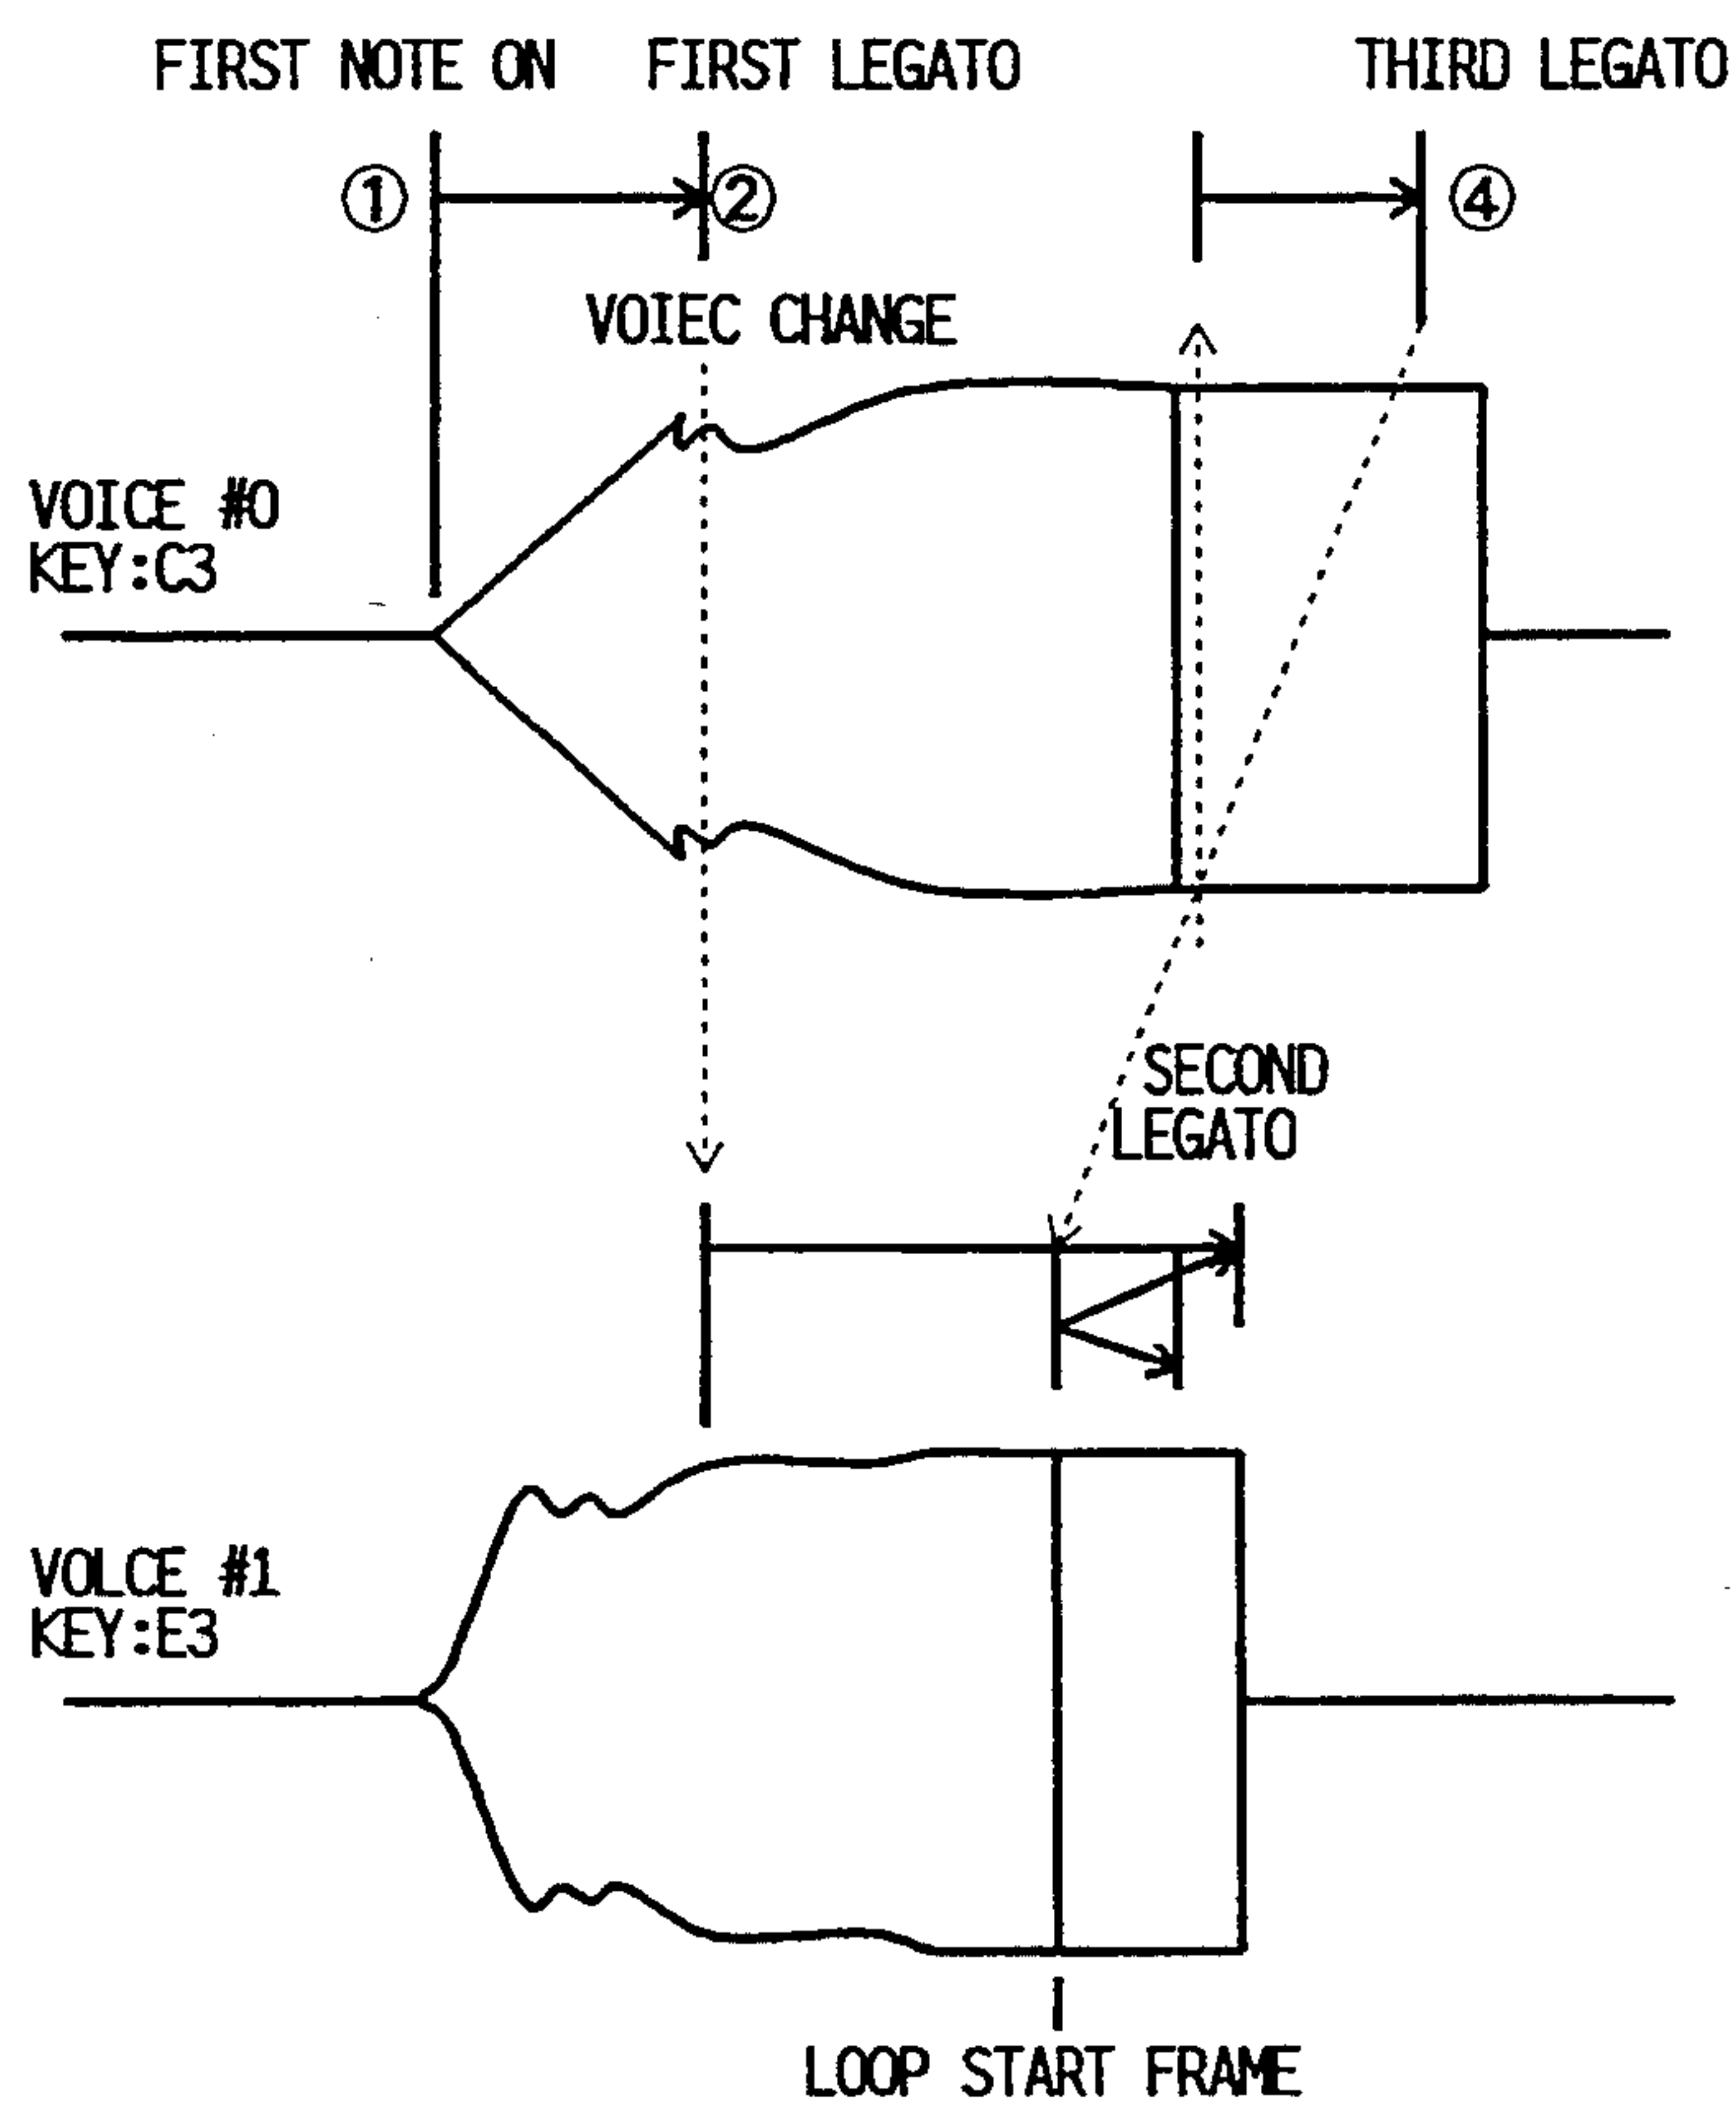 FIRST NOTE ON FIRST LEGATO THIRD LEGATO
① ② ④
VOIEC CHANGE
VOICE #0
KEY:C3
SECOND
LEGATO
VOLCE #1
KEY:E3
LOOP START FRAME